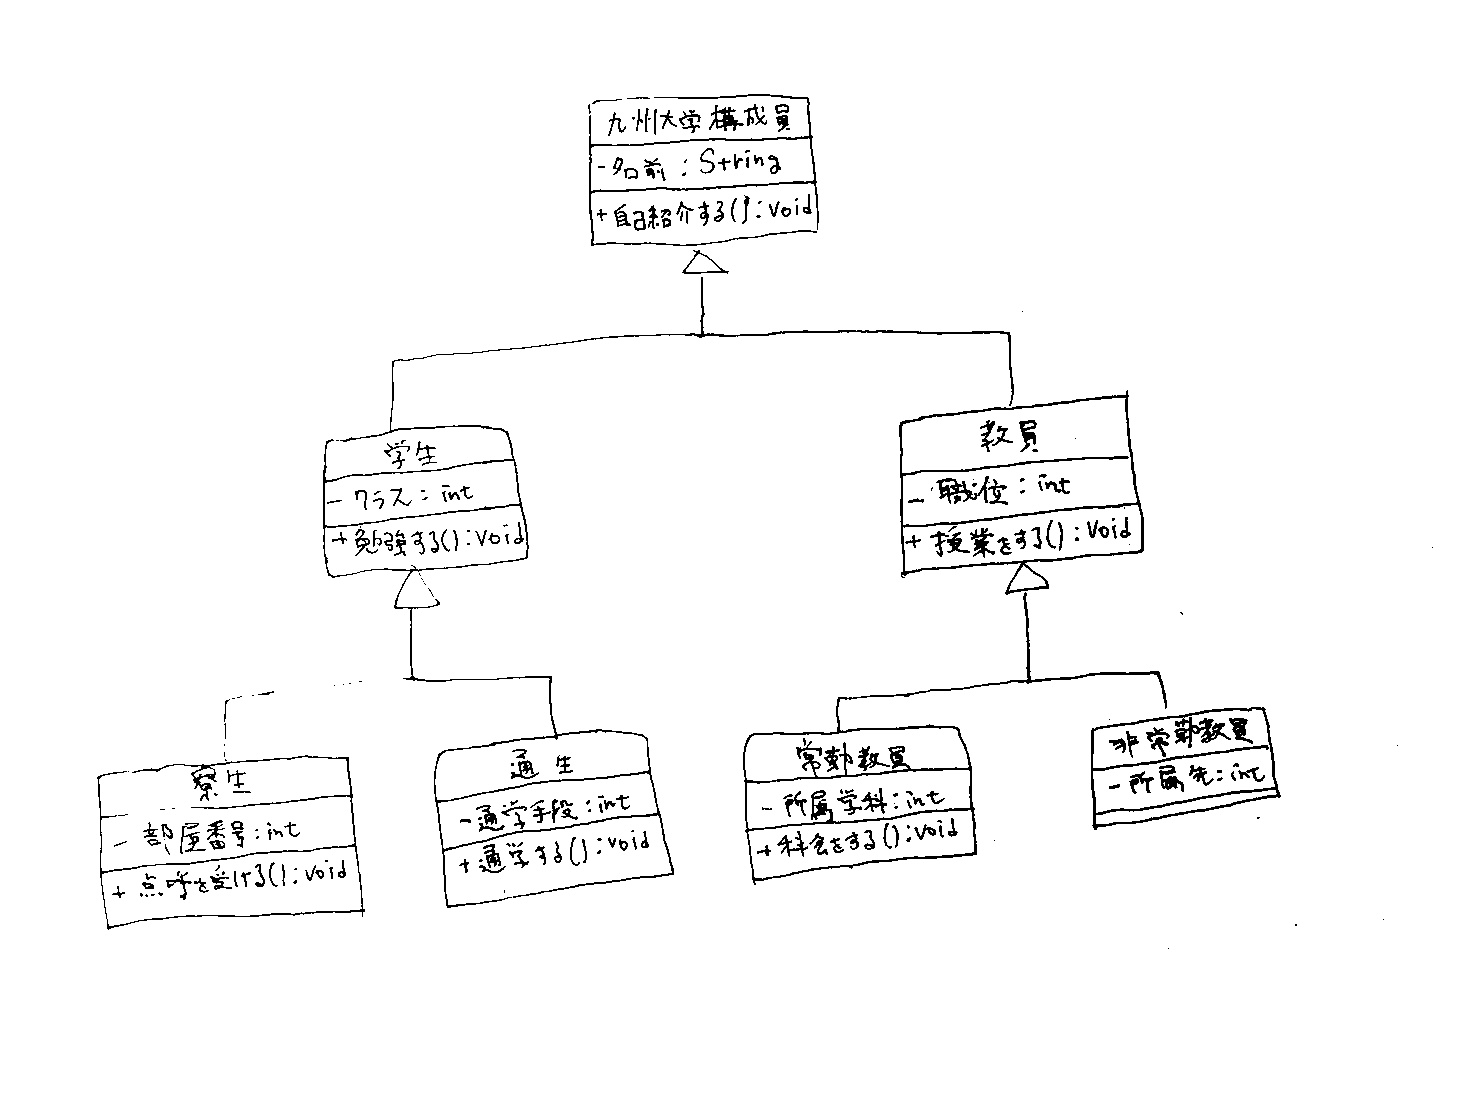 九州大学構成員
- 名前 : String
+ 自己紹介する() : void
学生
- クラス : int
+ 勉強する() : void
教員
- 職位 : int
+ 授業をする() : void
寮生
- 部屋番号 : int
+ 点呼を受ける() : void
通生
- 通学手段 : int
+ 通学する() : void
常勤教員
- 所属学科 : int
+ 科会をする() : void
非常勤教員
- 所属先 : int